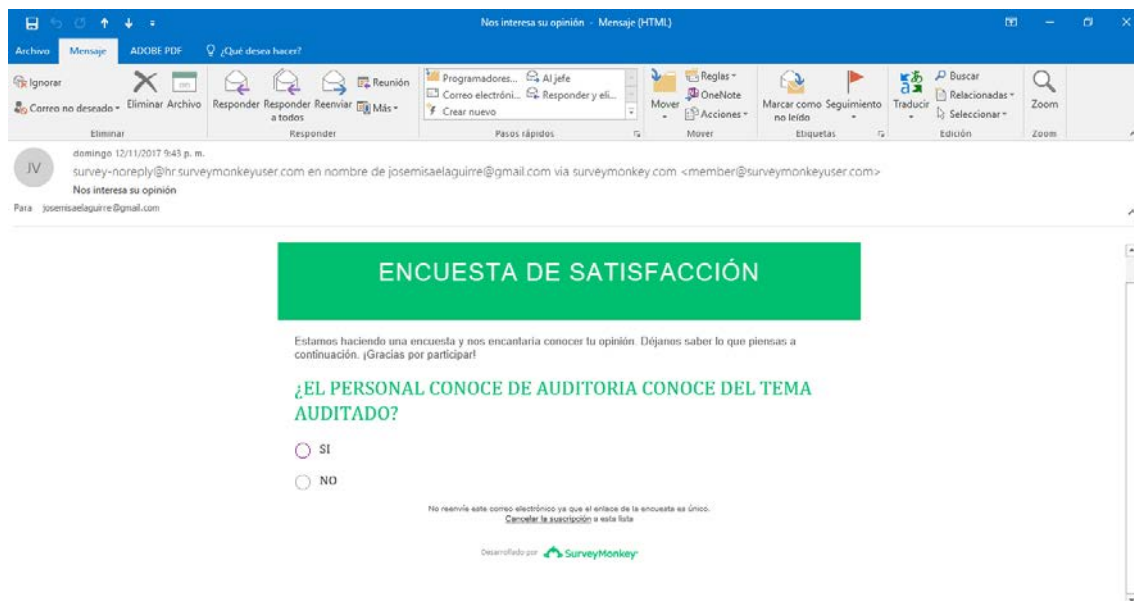 Nos interesa su opinión - Mensaje (HTML)
Archivo Mensaje ADOBE PDF ¿Qué desea hacer?
Ignorar
Correo no deseado
Eliminar Archivo
Eliminar
Responder Responder a todos Reenviar
Reunión
Más
Responder
Programadores... Al jefe
Correo electróni... Responder y eli...
Crear nuevo
Pasos rápidos
Mover
Reglas
OneNote
Acciones
Mover
Marcar como no leído Seguimiento
Etiquetas
Traducir
Buscar
Relacionadas
Seleccionar
Edición
Zoom
Zoom
JV
domingo 12/11/2017 9:43 p. m.
survey-noreply@hr.surveymonkeyuser.com en nombre de josemisaelaguirre@gmail.com via surveymonkey.com <member@surveymonkeyuser.com>
Nos interesa su opinión
Para josemisaelaguirre@gmail.com
ENCUESTA DE SATISFACCIÓN
Estamos haciendo una encuesta y nos encantaría conocer tu opinión. Déjanos saber lo que piensas a
continuación. ¡Gracias por participar!
¿EL PERSONAL CONOCE DE AUDITORIA CONOCE DEL TEMA
AUDITADO?
SI
NO
No reenvíe este correo electrónico ya que el enlace de la encuesta es único.
Cancelar la suscripción a esta lista
Desarrollado por SurveyMonkey